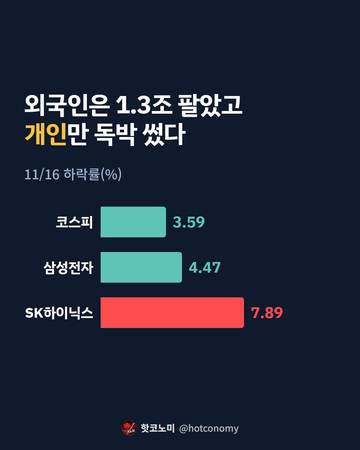 외국인은 1.3조 팔았고
개인만 독박 썼다
11/16 하락률(%)
코스피 3.59
삼성전자 4.47
SK하이닉스 7.89
핫코노미 @hotconomy